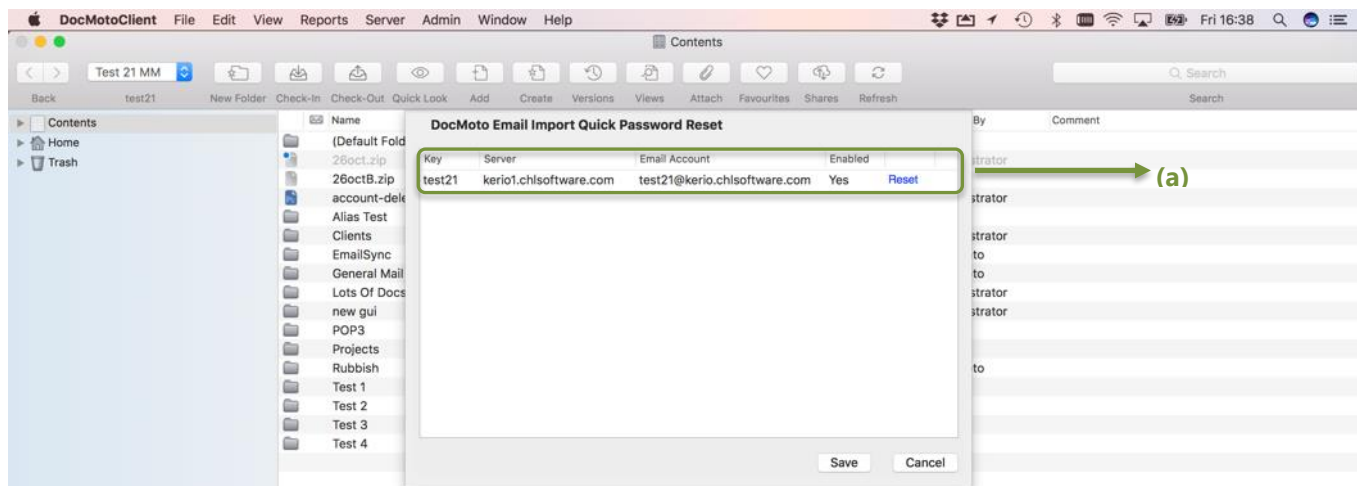 DocMotoClient File Edit View Reports Server Admin Window Help Fri 16:38
Contents
Test 21 MM Search
Back test21 New Folder Check-In Check-Out Quick Look Add Create Versions Views Attach Favourites Shares Refresh Search
Contents
Home
Trash
Name By Comment
(Default Fold
26oct.zip strator
26octB.zip
account-dele strator
Alias Test
Clients strator
EmailSync to
General Mail to
Lots Of Docs strator
new gui strator
POP3
Projects
Rubbish to
Test 1
Test 2
Test 3
Test 4
DocMoto Email Import Quick Password Reset
Key Server Email Account Enabled
test21 kerio1.chlsoftware.com test21@kerio.chlsoftware.com Yes Reset
(a)
Save Cancel